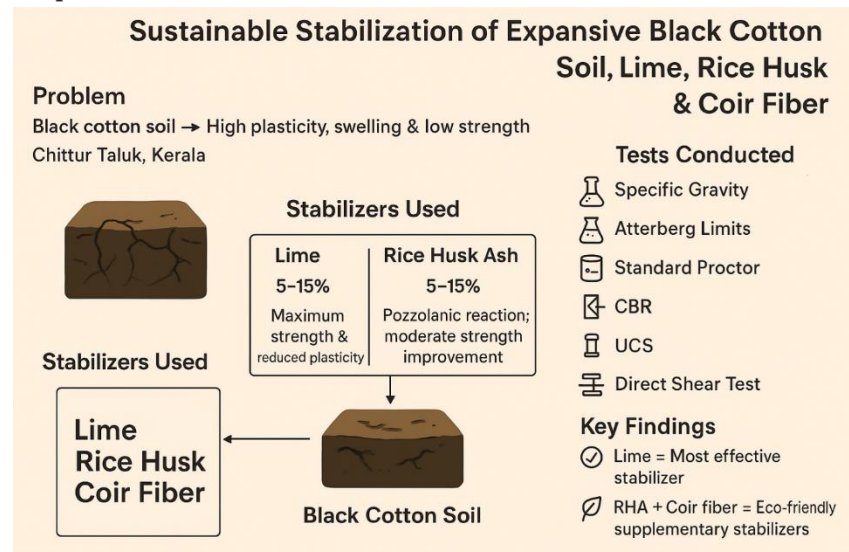 Sustainable Stabilization of Expansive Black Cotton
Soil, Lime, Rice Husk
& Coir Fiber
Problem
Black cotton soil → High plasticity, swelling & low strength
Chittur Taluk, Kerala
Stabilizers Used
Lime
5–15%
Maximum
strength &
reduced plasticity
Rice Husk Ash
5–15%
Pozzolanic reaction;
moderate strength
improvement
Stabilizers Used
Lime
Rice Husk
Coir Fiber
Black Cotton Soil
Tests Conducted
Specific Gravity
Atterberg Limits
Standard Proctor
CBR
UCS
Direct Shear Test
Key Findings
Lime = Most effective
stabilizer
RHA + Coir fiber = Eco-friendly
supplementary stabilizers